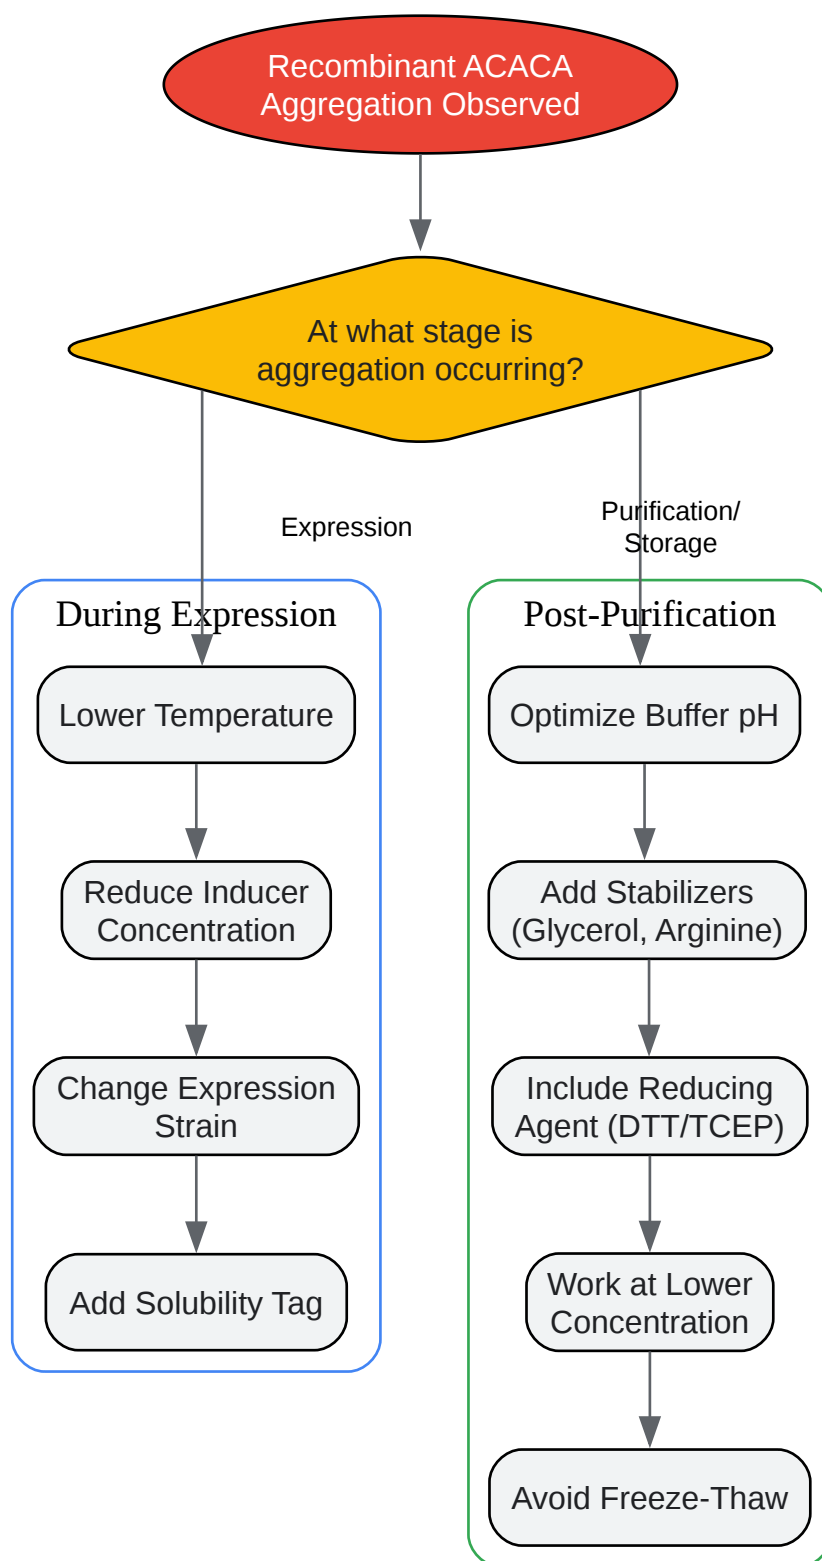 Recombinant ACACA
Aggregation Observed
At what stage is
aggregation occurring?
Expression
Purification/
Storage
During Expression
Lower Temperature
Reduce Inducer
Concentration
Change Expression
Strain
Add Solubility Tag
Post-Purification
Optimize Buffer pH
Add Stabilizers
(Glycerol, Arginine)
Include Reducing
Agent (DTT/TCEP)
Work at Lower
Concentration
Avoid Freeze-Thaw